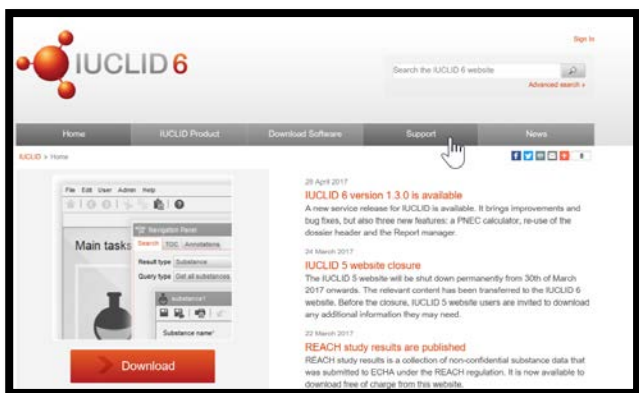 IUCLID 6
Sign In
Search the IUCLID 6 website
Advanced search »
Home
IUCLID Product
Download Software
Support
News
IUCLID » Home
File Edit User Admin Help
Main tasks
Navigation Panel
Search TOC Annotations
Result type Substance
Query type Get all substances
substance1
Substance name*
Download
28 April 2017
IUCLID 6 version 1.3.0 is available
A new service release for IUCLID is available. It brings improvements and
bug fixes, but also three new features: a PNEC calculator, re-use of the
dossier header and the Report manager.
24 March 2017
IUCLID 5 website closure
The IUCLID 5 website will be shut down permanently from 30th of March
2017 onwards. The relevant content has been transferred to the IUCLID 6
website. Before the closure, IUCLID 5 website users are invited to download
any additional information they may need.
22 March 2017
REACH study results are published
REACH study results is a collection of non-confidential substance data that
was submitted to ECHA under the REACH regulation. It is now available to
download free of charge from this website.